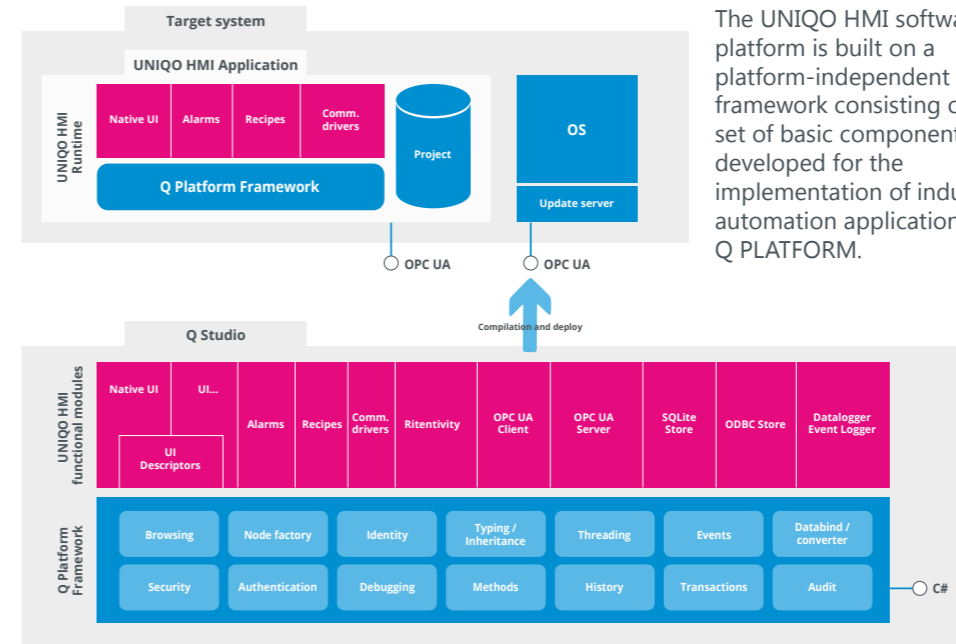 Target system
UNIQO HMI Application
UNIQO HMI
Runtime
Native UI
Alarms
Recipes
Comm.
drivers
Q Platform Framework
Project
OS
Update server
OPC UA
OPC UA
The UNIQO HMI
platform is built on a
platform-independent
framework consisting
set of basic
developed for the
implementation of
automation
Q PLATFORM.
Compilation and deploy
Q Studio
UNIQO HMI
functional modules
Native UI
UI...
UI
Descriptors
Alarms
Recipes
Comm.
drivers
Ritentivity
OPC UA
Client
OPC UA
Server
SQLite
Store
ODBC Store
Datalogger
Event Logger
Q Platform
Framework
Browsing
Node factory
Identity
Typing /
Inheritance
Threading
Events
Databind /
converter
Security
Authentication
Debugging
Methods
History
Transactions
Audit
C#